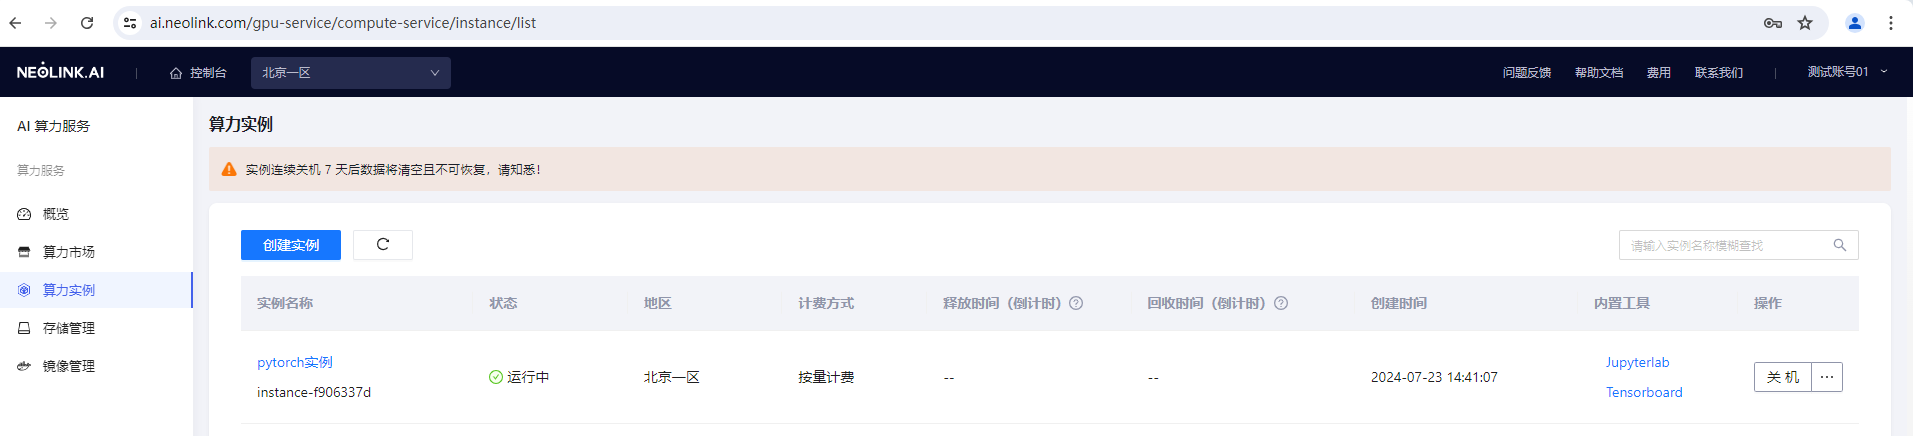 ai.neolink.com/gpu-service/compute-service/instance/list
NEOLINK.AI
控制台
北京一区
问题反馈
帮助文档
费用
联系我们
测试账号01
AI 算力服务
算力服务
概览
算力市场
算力实例
存储管理
镜像管理
算力实例
实例连续关机 7 天后数据将清空且不可恢复，请知悉！
创建实例
请输入实例名称模糊查找
实例名称 状态 地区 计费方式 释放时间（倒计时） 回收时间（倒计时） 创建时间 内置工具 操作
pytorch实例
instance-f906337d
运行中
北京一区
按量计费
--
--
2024-07-23 14:41:07
Jupyterlab
Tensorboard
关 机
···